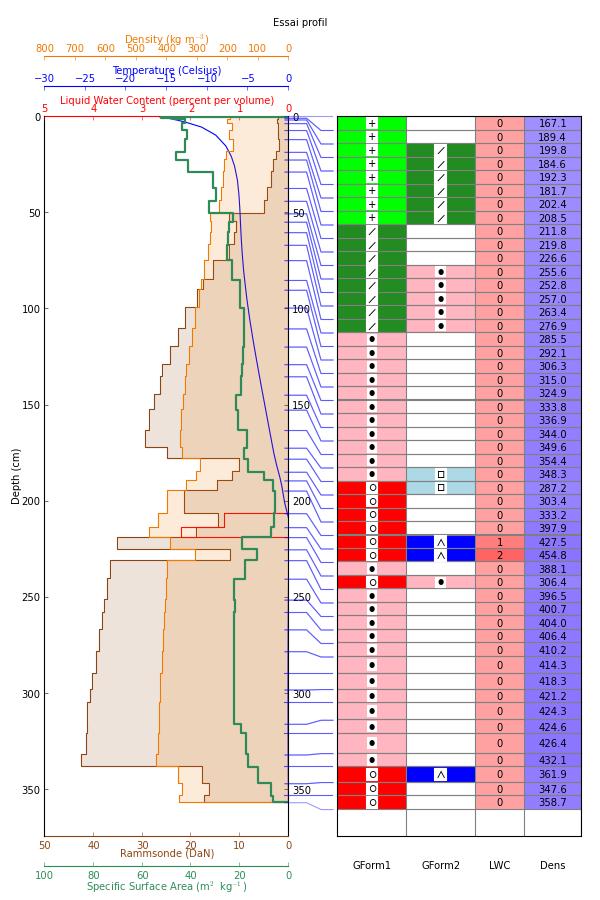 Essai profil
Density (kg m⁻³)
800 700 600 500 400 300 200 100 0
Temperature (Celsius)
−30 −25 −20 −15 −10 −5 0
Liquid Water Content (percent per volume)
5 4 3 2 1 0
0 0
50 50
100 100
150 150
200 200
250 250
300 300
350 350
Depth (cm)
50 40 30 20 10 0
Rammsonde (DaN)
100 80 60 40 20 0
Specific Surface Area (m² kg⁻¹)
+ 0 167.1
+ 0 189.4
+ / 0 199.8
+ / 0 184.6
+ / 0 192.3
+ / 0 181.7
+ / 0 202.4
+ / 0 208.5
/ 0 211.8
/ 0 219.8
/ 0 226.6
/ ● 0 255.6
/ ● 0 252.8
/ ● 0 257.0
/ ● 0 263.4
/ ● 0 276.9
● 0 285.5
● 0 292.1
● 0 306.3
● 0 315.0
● 0 324.9
● 0 333.8
● 0 336.9
● 0 344.0
● 0 349.6
● 0 354.4
● □ 0 348.3
○ □ 0 287.2
○ 0 303.4
○ 0 333.2
○ 0 397.9
○ ʌ 1 427.5
○ ʌ 2 454.8
● 0 388.1
○ ● 0 306.4
● 0 396.5
● 0 400.7
● 0 404.0
● 0 406.4
● 0 410.2
● 0 414.3
● 0 418.3
● 0 421.2
● 0 424.3
● 0 424.6
● 0 426.4
● 0 432.1
○ ʌ 0 361.9
○ 0 347.6
○ 0 358.7
GForm1 GForm2 LWC Dens